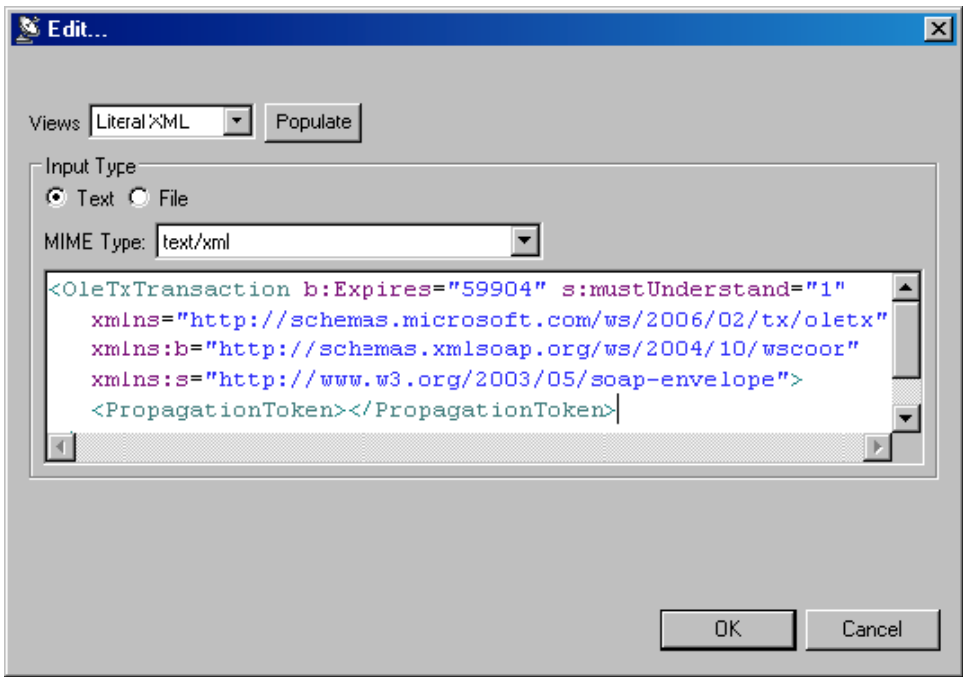 Edit...
Views Literal XML Populate
Input Type
Text File
MIME Type: text/xml
<OleTxTransaction b:Expires="59904" s:mustUnderstand="1"
xmlns="http://schemas.microsoft.com/ws/2006/02/tx/oletx"
xmlns:b="http://schemas.xmlsoap.org/ws/2004/10/wscoor"
xmlns:s="http://www.w3.org/2003/05/soap-envelope">
<PropagationToken></PropagationToken>
OK Cancel